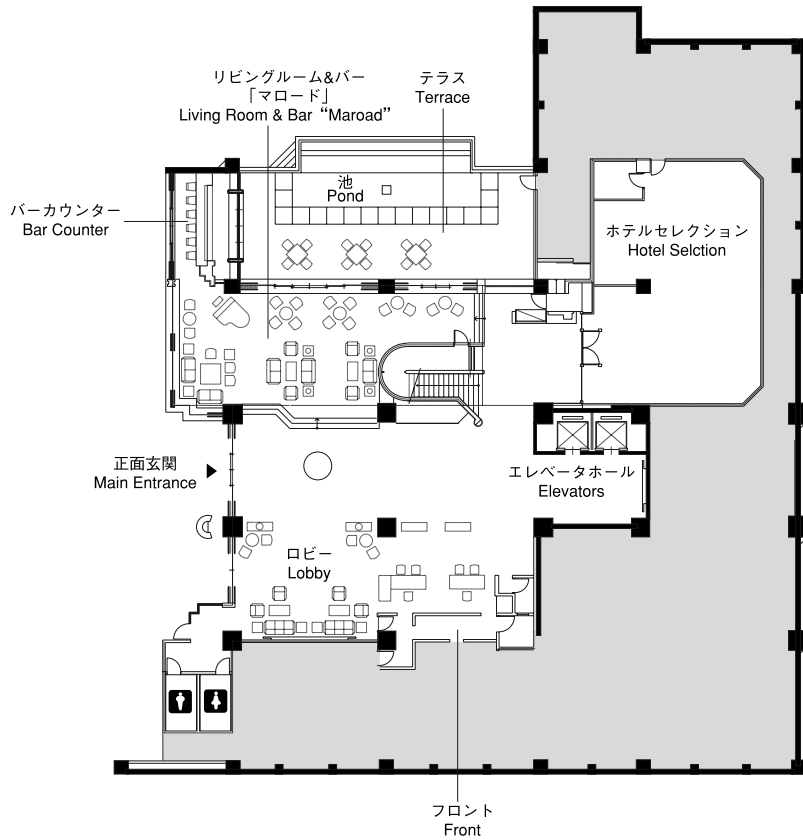 リビングルーム&バー
「マロード」
Living Room & Bar “Maroad”
テラス
Terrace
池
Pond
バーカウンター
Bar Counter
ホテルセレクション
Hotel Selction
正面玄関
Main Entrance
エレベータホール
Elevators
ロビー
Lobby
フロント
Front